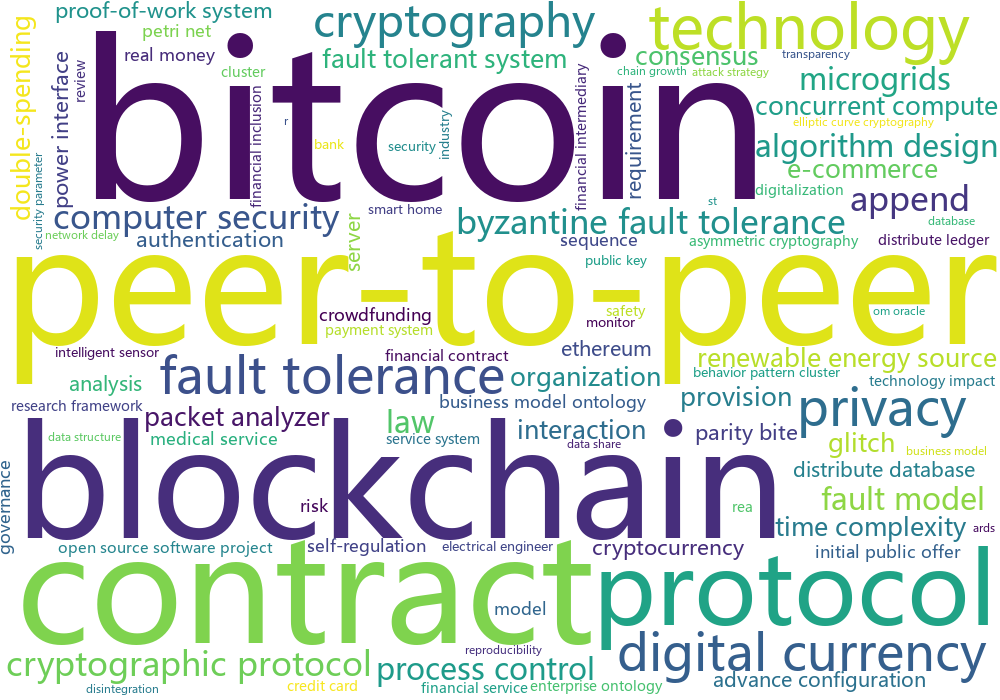 proof-of-work system
cryptography
technology
petri net
real money
fault tolerant system
consensus
transparency
double-spending
power interface
review
cluster
bitcoin
financial inclusion
r
bank
security
industry
financial intermediary
requirement
chain growth
attack strategy
microgrids
concurrent compute
elliptic curve cryptography
algorithm design
e-commerce
digitalization
append
security parameter
computer security
smart home
st
byzantine fault tolerance
database
network delay
authentication
server
sequence
asymmetric cryptography
distribute ledger
public key
peer-to-peer
crowdfunding
payment system
safety
monitor
om oracle
intelligent sensor
financial contract
ethereum
renewable energy source
analysis
fault tolerance
organization
behavior pattern cluster
technology impact
research framework
business model ontology
provision
privacy
packet analyzer
law
interaction
parity bite
data structure
medical service
service system
data share
glitch
business model
governance
blockchain
distribute database
risk
rea
fault model
time complexity
ards
open source software project
self-regulation
electrical engineer
cryptocurrency
initial public offer
contract
model
protocol
reproducibility
digital currency
cryptographic protocol
process control
advance configuration
disintegration
credit card
financial service
enterprise ontology